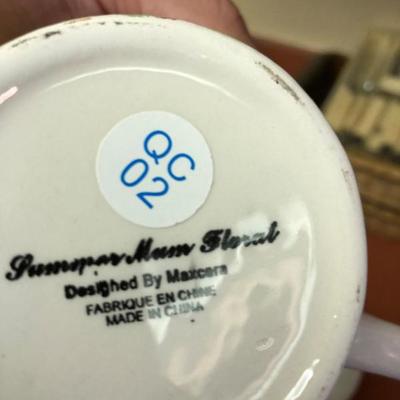 QC
02
Summer Mum Floral
Designed By Maxcera
FABRIQUE EN CHINE
MADE IN CHINA